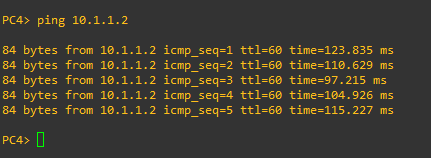 PC4> ping 10.1.1.2
84 bytes from 10.1.1.2 icmp_seq=1 ttl=60 time=123.835 ms
84 bytes from 10.1.1.2 icmp_seq=2 ttl=60 time=110.629 ms
84 bytes from 10.1.1.2 icmp_seq=3 ttl=60 time=97.215 ms
84 bytes from 10.1.1.2 icmp_seq=4 ttl=60 time=104.926 ms
84 bytes from 10.1.1.2 icmp_seq=5 ttl=60 time=115.227 ms
PC4>